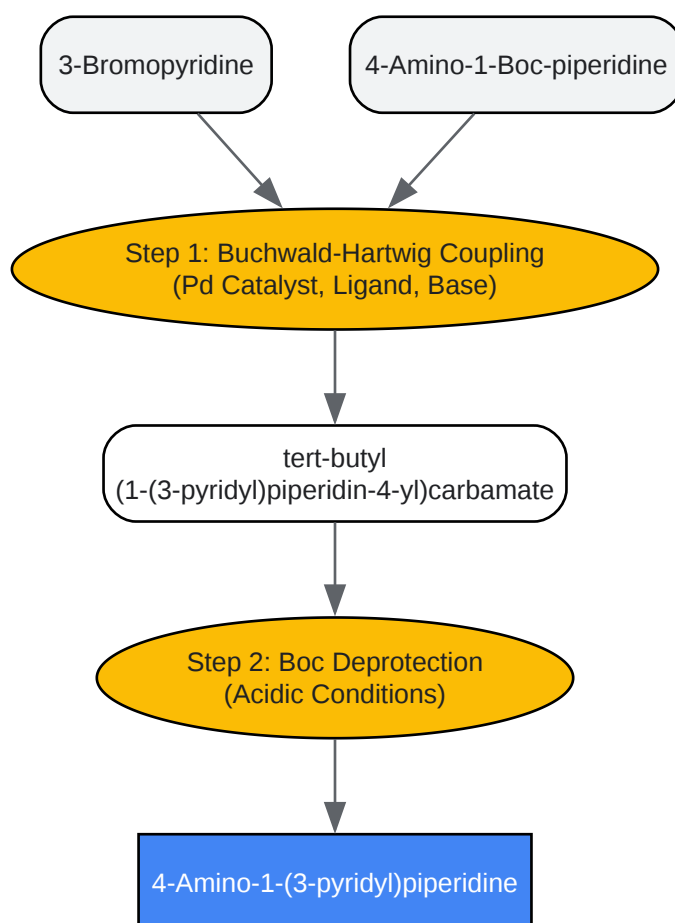 3-Bromopyridine
4-Amino-1-Boc-piperidine
Step 1: Buchwald-Hartwig Coupling
(Pd Catalyst, Ligand, Base)
tert-butyl
(1-(3-pyridyl)piperidin-4-yl)carbamate
Step 2: Boc Deprotection
(Acidic Conditions)
4-Amino-1-(3-pyridyl)piperidine